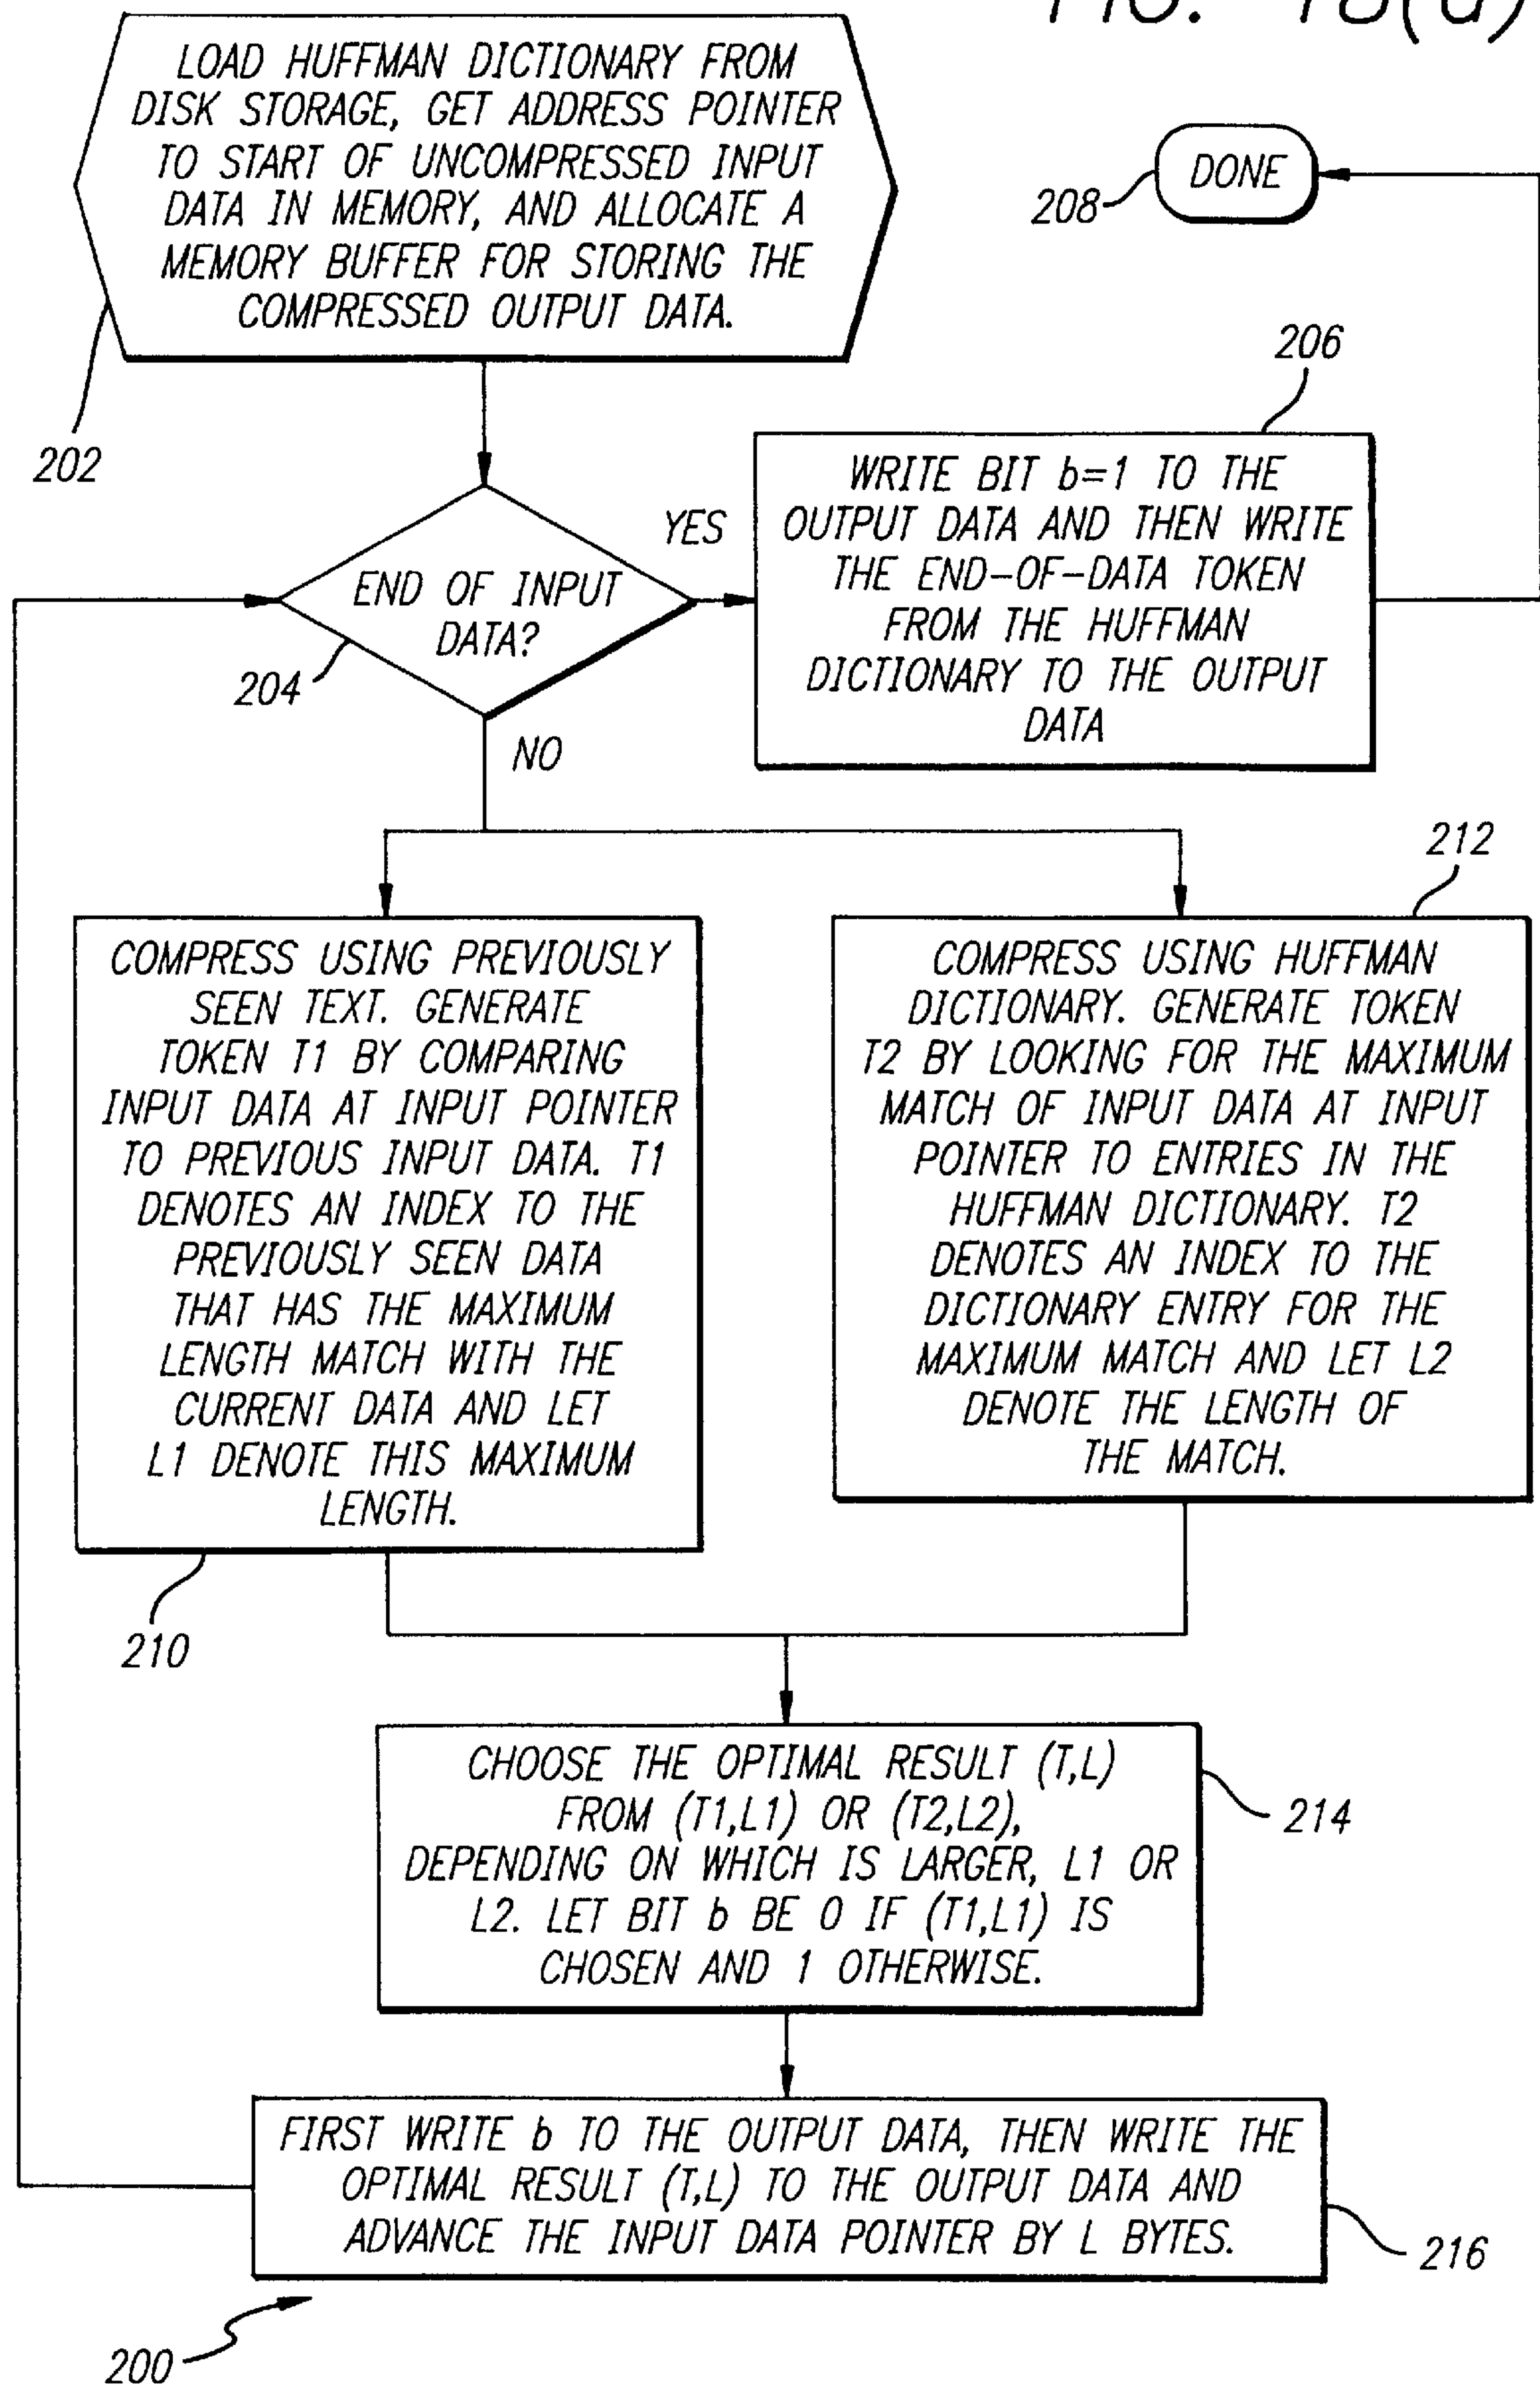 LOAD HUFFMAN DICTIONARY FROM
DISK STORAGE, GET ADDRESS POINTER
TO START OF UNCOMPRESSED INPUT
DATA IN MEMORY, AND ALLOCATE A
MEMORY BUFFER FOR STORING THE
COMPRESSED OUTPUT DATA.
202
DONE
208
206
WRITE BIT b=1 TO THE
OUTPUT DATA AND THEN WRITE
THE END-OF-DATA TOKEN
FROM THE HUFFMAN
DICTIONARY TO THE OUTPUT
DATA
YES
END OF INPUT
DATA?
204
NO
COMPRESS USING PREVIOUSLY
SEEN TEXT. GENERATE
TOKEN T1 BY COMPARING
INPUT DATA AT INPUT POINTER
TO PREVIOUS INPUT DATA. T1
DENOTES AN INDEX TO THE
PREVIOUSLY SEEN DATA
THAT HAS THE MAXIMUM
LENGTH MATCH WITH THE
CURRENT DATA AND LET
L1 DENOTE THIS MAXIMUM
LENGTH.
210
212
COMPRESS USING HUFFMAN
DICTIONARY. GENERATE TOKEN
T2 BY LOOKING FOR THE MAXIMUM
MATCH OF INPUT DATA AT INPUT
POINTER TO ENTRIES IN THE
HUFFMAN DICTIONARY. T2
DENOTES AN INDEX TO THE
DICTIONARY ENTRY FOR THE
MAXIMUM MATCH AND LET L2
DENOTE THE LENGTH OF
THE MATCH.
CHOOSE THE OPTIMAL RESULT (T,L)
FROM (T1,L1) OR (T2,L2),
DEPENDING ON WHICH IS LARGER, L1 OR
L2. LET BIT b BE 0 IF (T1,L1) IS
CHOSEN AND 1 OTHERWISE.
214
FIRST WRITE b TO THE OUTPUT DATA, THEN WRITE THE
OPTIMAL RESULT (T,L) TO THE OUTPUT DATA AND
ADVANCE THE INPUT DATA POINTER BY L BYTES.
216
200